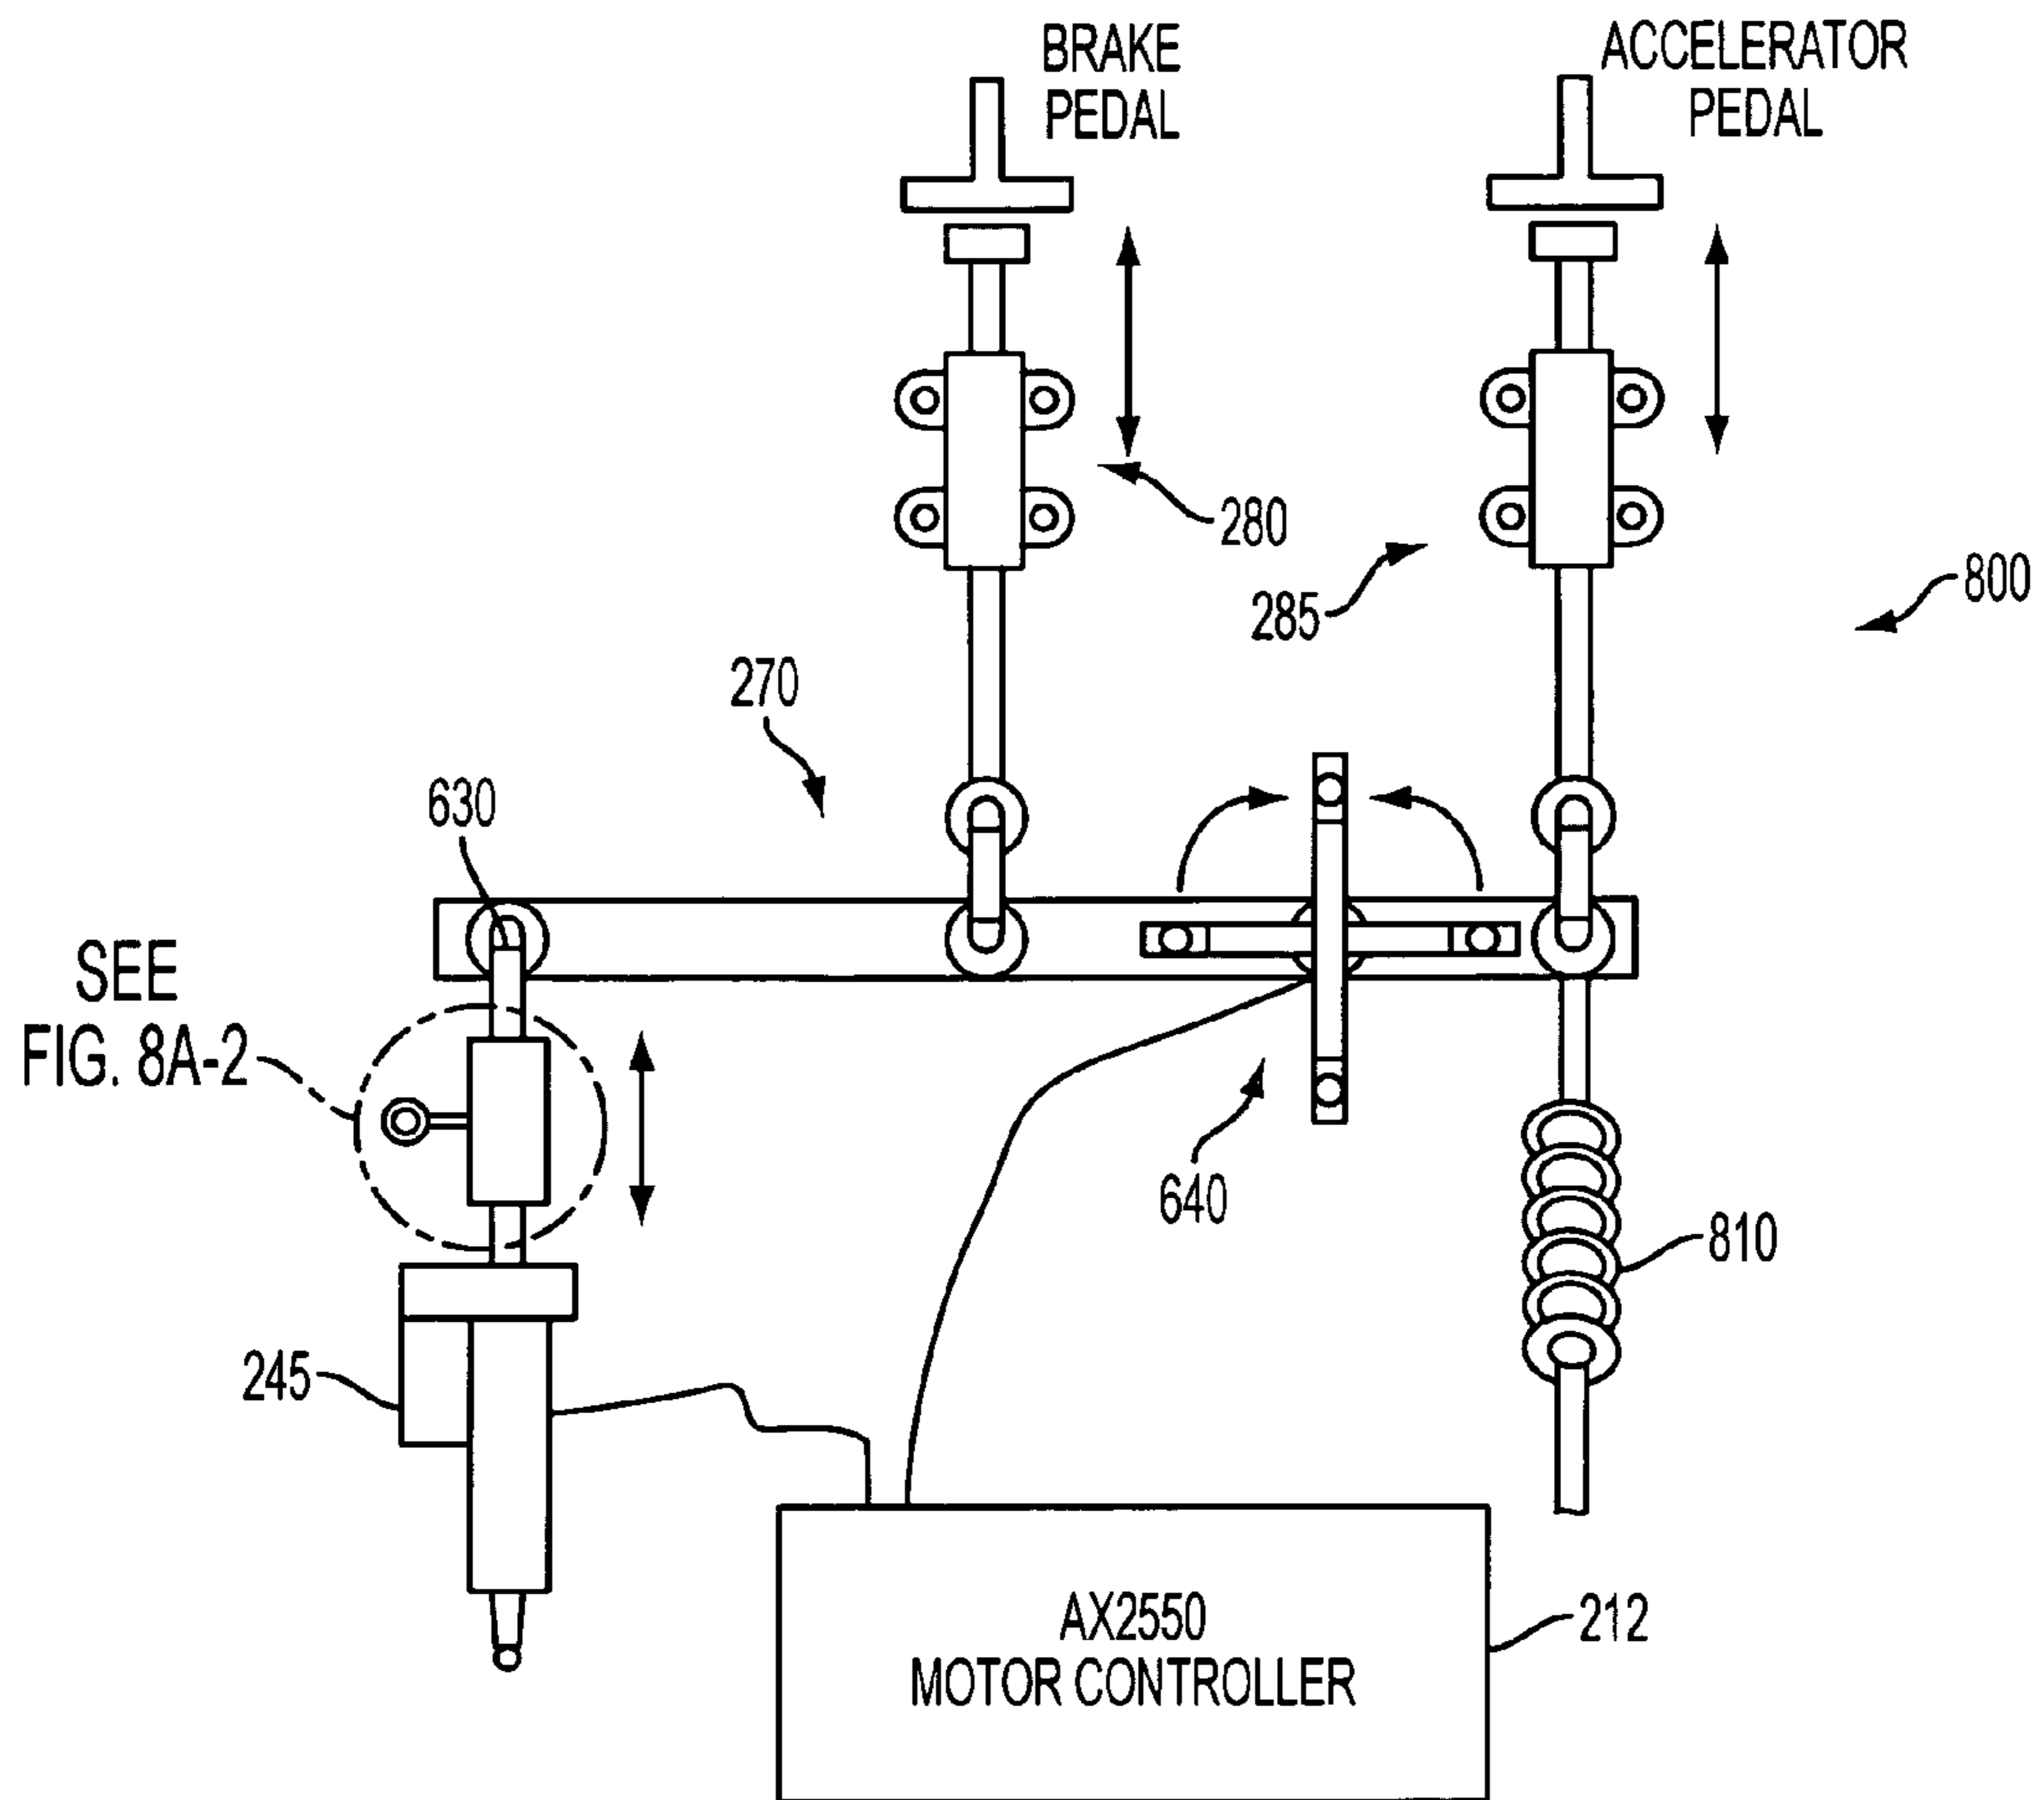 BRAKE
PEDAL
ACCELERATOR
PEDAL
280
285
800
270
630
SEE
FIG. 8A-2
640
810
245
AX2550
MOTOR CONTROLLER
212